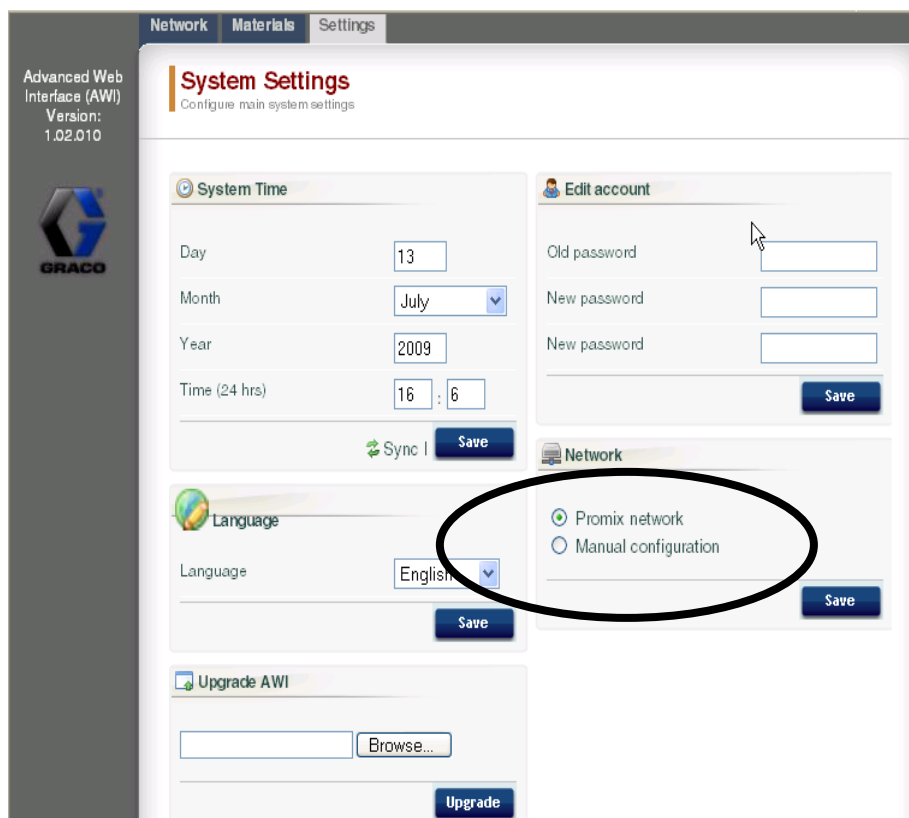 Network Materials Settings
Advanced Web
Interface (AWI)
Version:
1.02.010
GRACO
System Settings
Configure main system settings
System Time
Day 13
Month July
Year 2009
Time (24 hrs) 16 : 6
Sync | Save
Language
Language English
Save
Upgrade AWI
Browse...
Upgrade
Edit account
Old password
New password
New password
Save
Network
Promix network
Manual configuration
Save